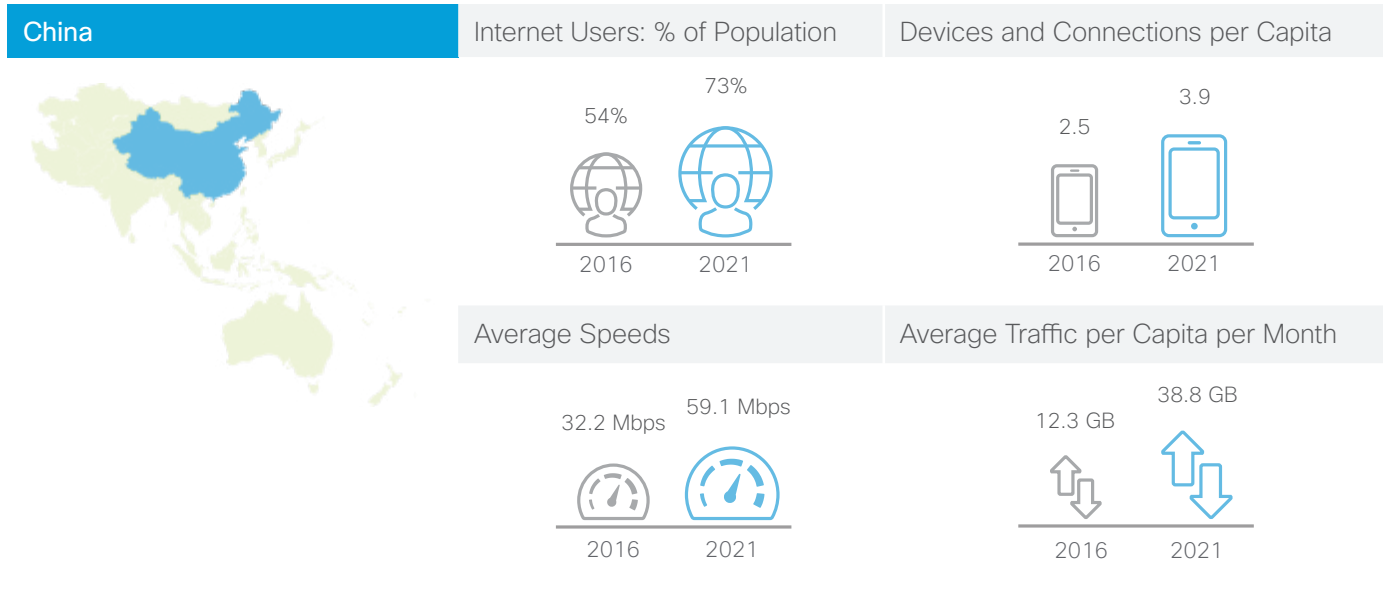 China
Internet Users: % of Population
Devices and Connections per Capita
54%
73%
2016
2021
2.5
3.9
2016
2021
Average Speeds
Average Traffic per Capita per Month
32.2 Mbps
59.1 Mbps
2016
2021
12.3 GB
38.8 GB
2016
2021